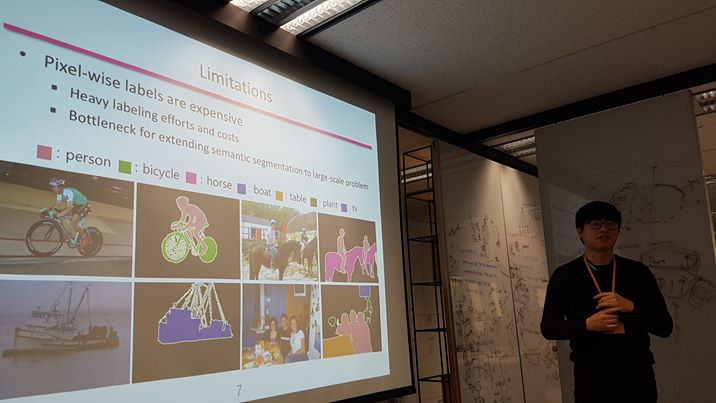 Limitations
• Pixel-wise labels are expensive
▪ Heavy labeling efforts and costs
▪ Bottleneck for extending semantic segmentation to large-scale problem
: person : bicycle : horse : boat : table : plant : tv
7